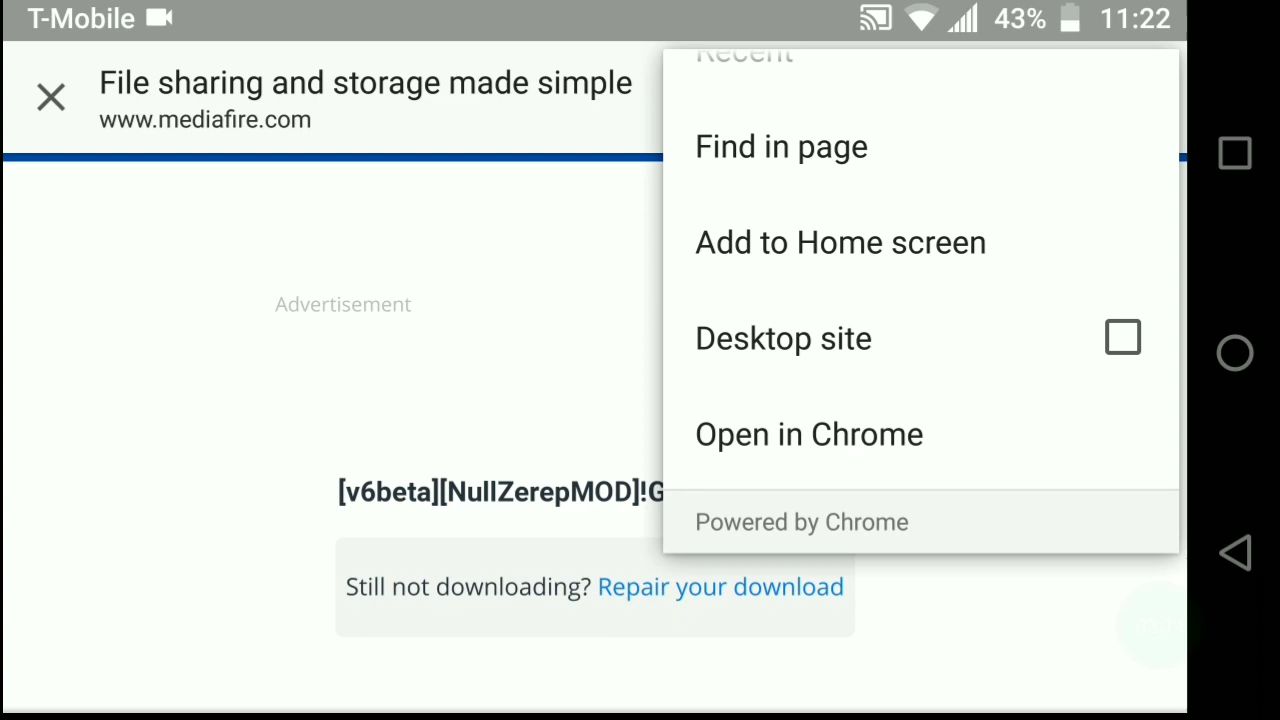 T-Mobile
43%
11:22
File sharing and storage made simple
www.mediafire.com
Recent
Find in page
Add to Home screen
Advertisement
Desktop site
Open in Chrome
[v6beta][NullZerepMOD]!G
Powered by Chrome
Still not downloading? Repair your download